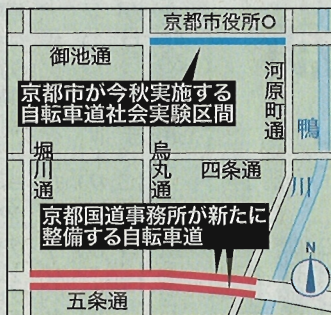 京都市役所
御池通
京都市が今秋実施する
自転車道社会実験区間
河原町通
鴨川
堀川通
烏丸通
四条通
京都国道事務所が新たに
整備する自転車道
N
五条通